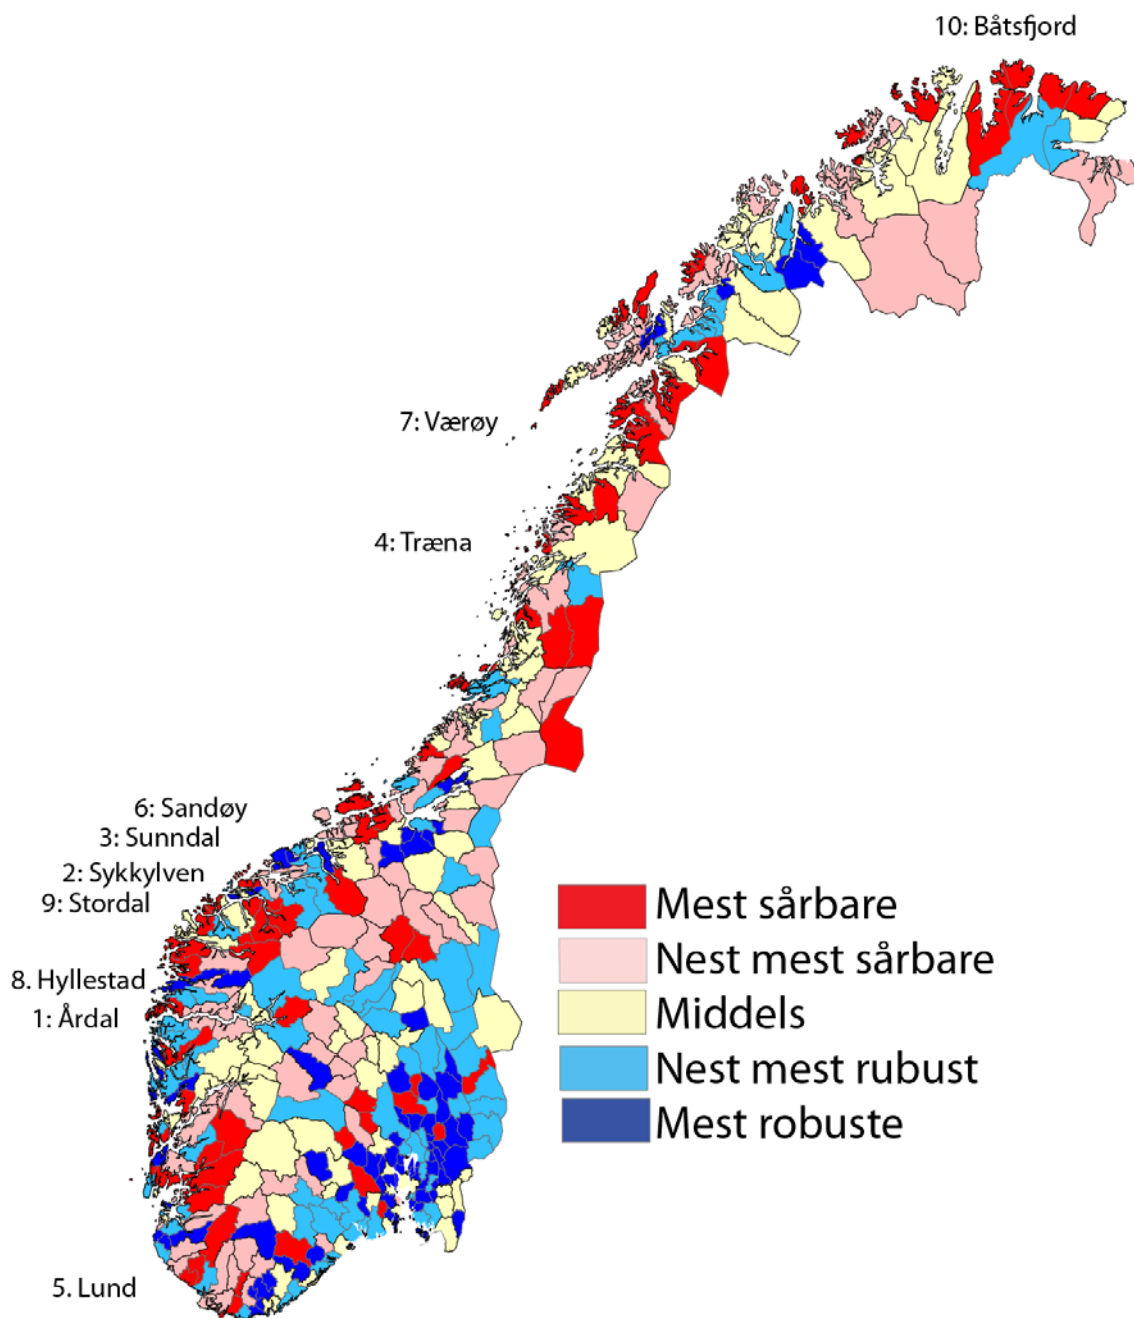 10: Båtsfjord
7: Værøy
4: Træna
6: Sandøy
3: Sunndal
2: Sykkylven
9: Stordal
8. Hyllestad
1: Årdal
5. Lund
Mest sårbare
Nest mest sårbare
Middels
Nest mest rubust
Mest robuste